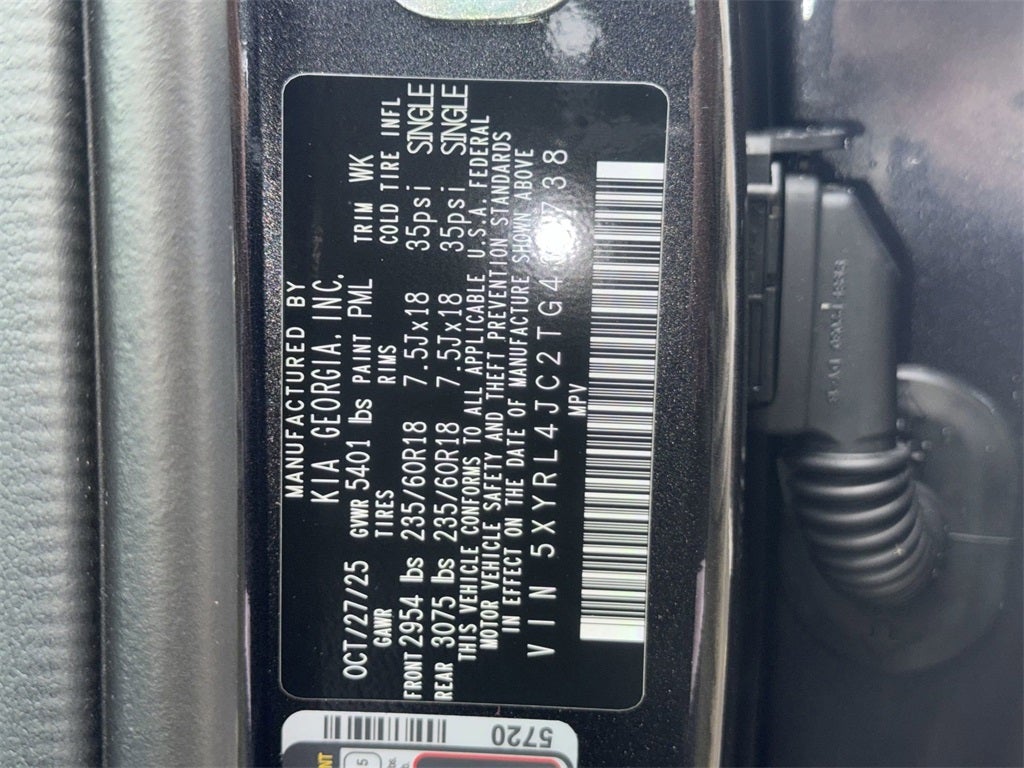 MANUFACTURED BY
KIA GEORGIA, INC.
OCT/27/25 GVWR 5401 lbs PAINT PML TRIM WK
GAWR TIRES RIMS COLD TIRE INFL
FRONT 2954 lbs 235/60R18 7.5Jx18 35psi SINGLE
REAR 3075 lbs 235/60R18 7.5Jx18 35psi SINGLE
THIS VEHICLE CONFORMS TO ALL APPLICABLE U.S.A. FEDERAL
MOTOR VEHICLE SAFETY AND THEFT PREVENTION STANDARDS
IN EFFECT ON THE DATE OF MANUFACTURE SHOWN ABOVE
VIN
MPV
5720